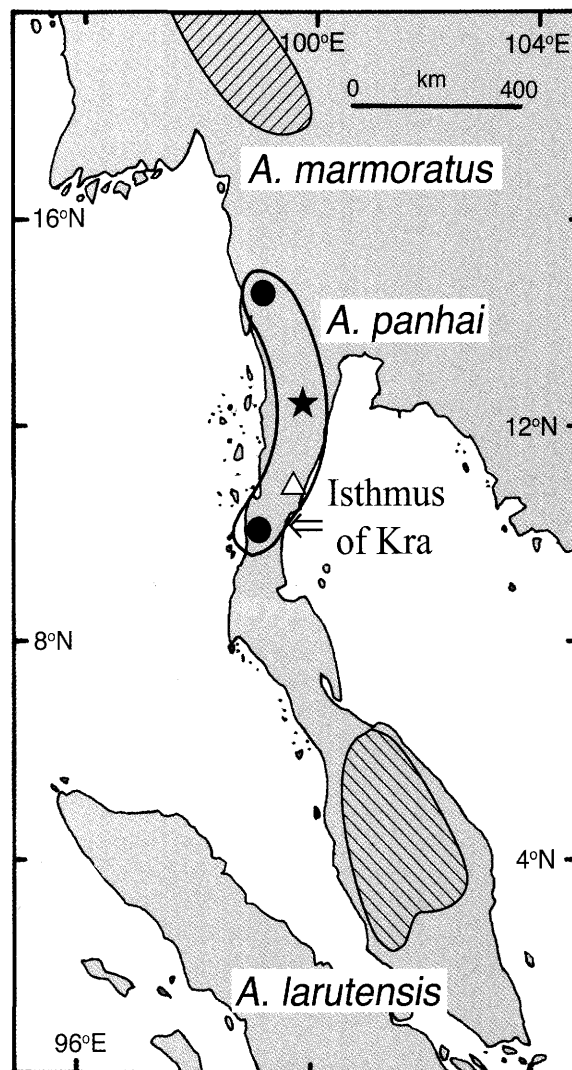 100°E
104°E
km
0
400
A. marmoratus
16°N
A. panhai
12°N
Isthmus
of Kra
8°N
4°N
A. larutensis
96°E